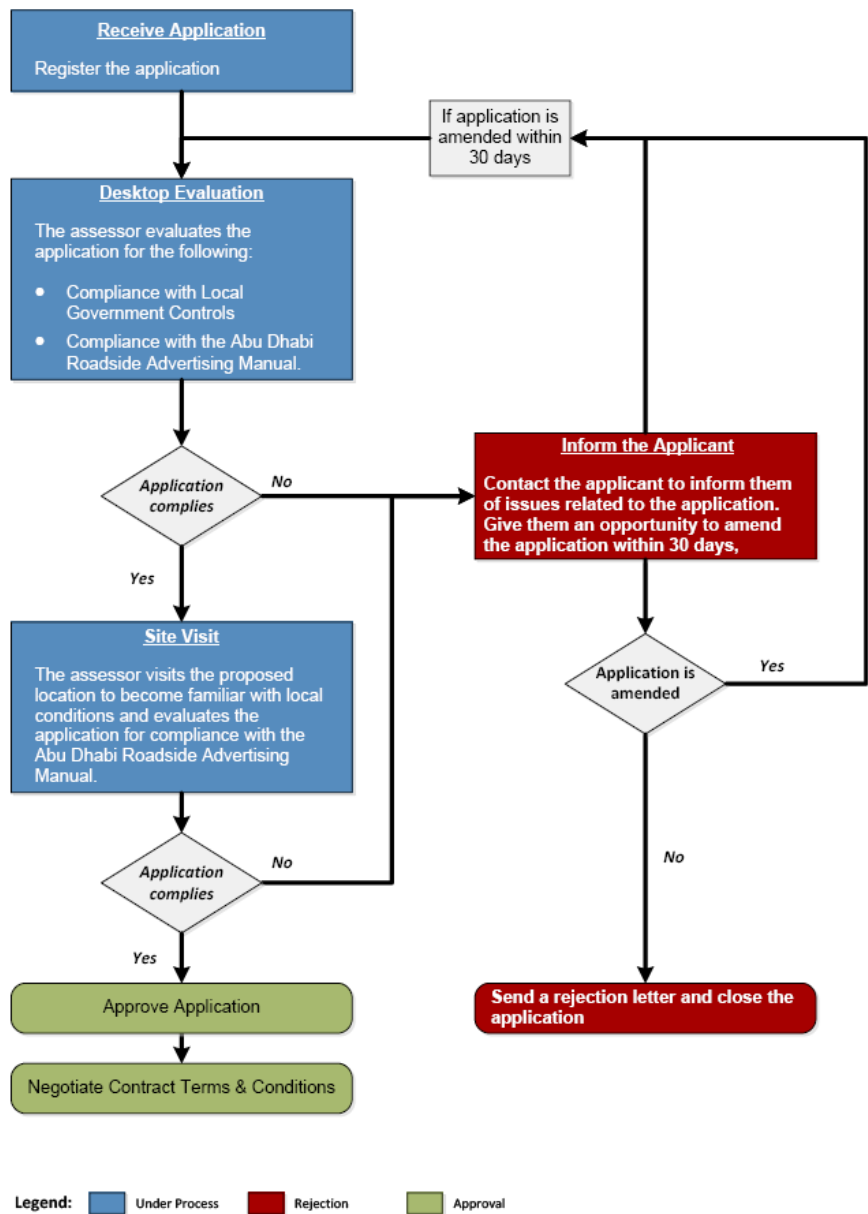 Receive Application
Register the application
If application is
amended within
30 days
Desktop Evaluation
The assessor evaluates the
application for the following:
• Compliance with Local
Government Controls
• Compliance with the Abu Dhabi
Roadside Advertising Manual.
Application
complies
No
Yes
Inform the Applicant
Contact the applicant to inform them
of issues related to the application.
Give them an opportunity to amend
the application within 30 days,
Site Visit
The assessor visits the proposed
location to become familiar with local
conditions and evaluates the
application for compliance with the
Abu Dhabi Roadside Advertising
Manual.
Application is
amended
Yes
No
Application
complies
No
Yes
Approve Application
Send a rejection letter and close the
application
Negotiate Contract Terms & Conditions
Legend: Under Process Rejection Approval